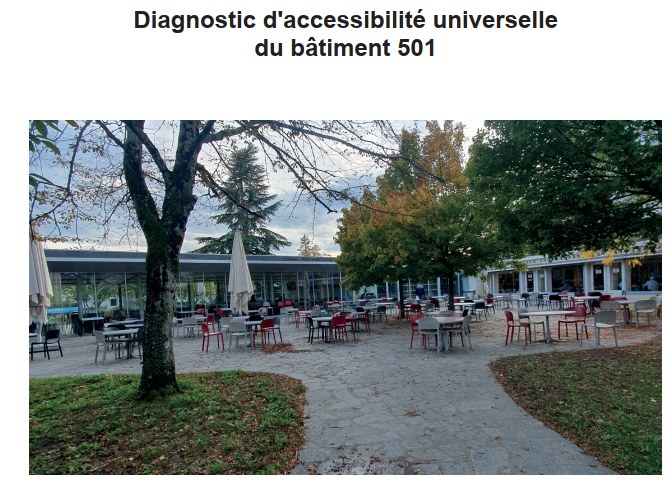 Diagnostic d'accessibilité universelle
du bâtiment 501